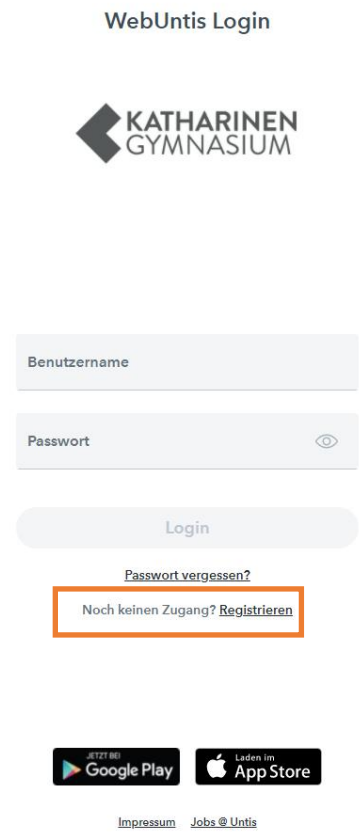 WebUntis Login
KATHARINEN
GYMNASIUM
Benutzername
Passwort
Login
Passwort vergessen?
Noch keinen Zugang? Registrieren
JETZT BEI
Google Play
Laden im
App Store
Impressum Jobs @ Untis